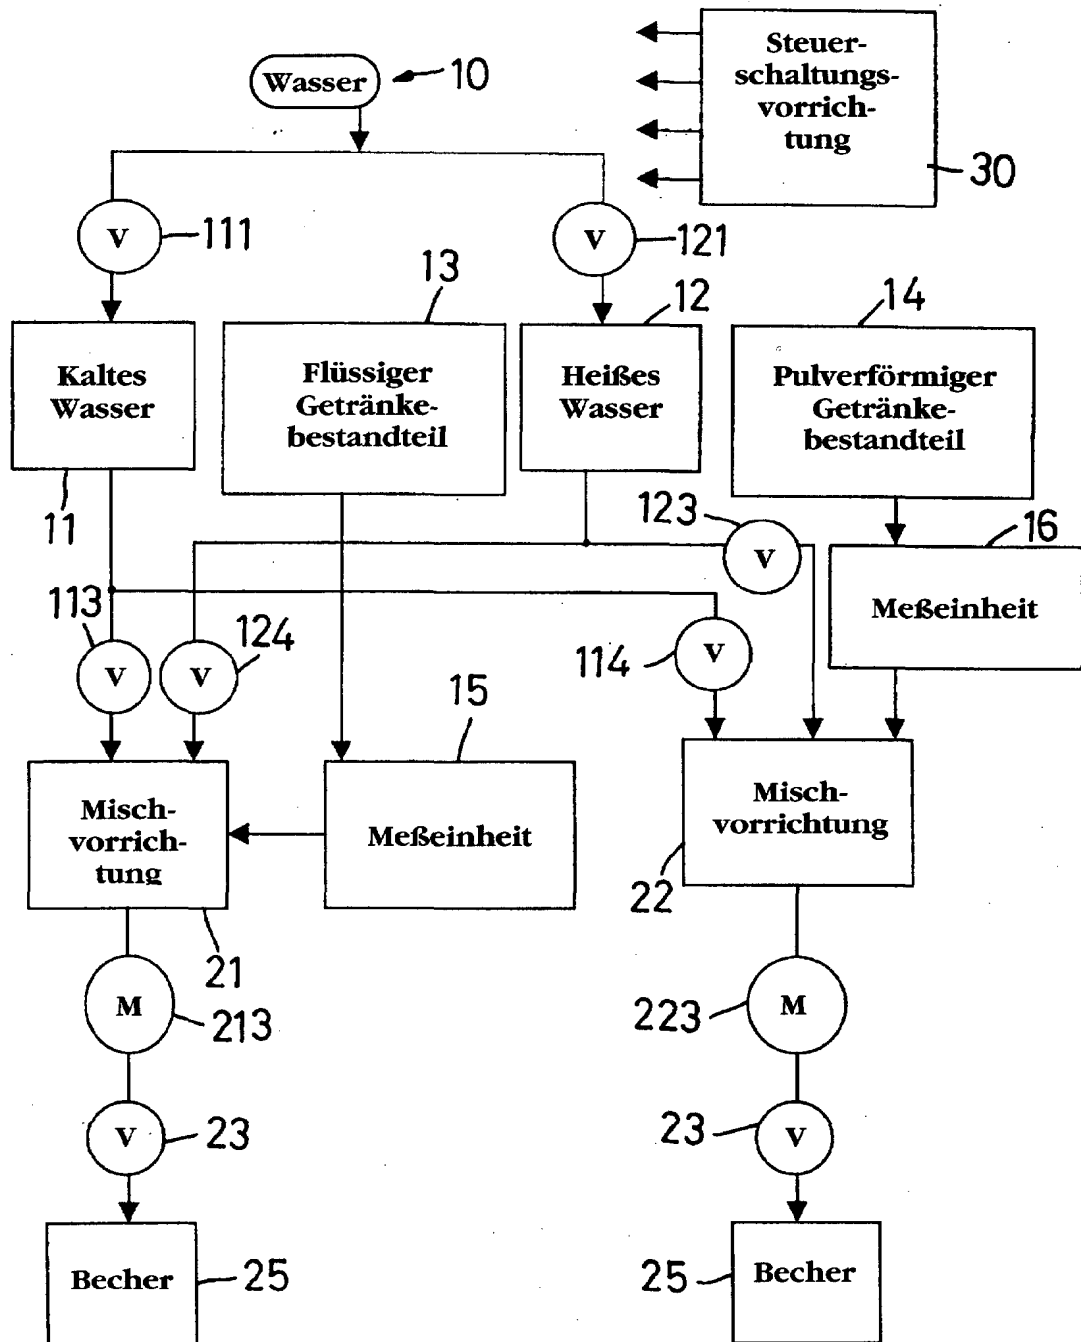 Wasser
10
Steuer-
schaltungs-
vorrich-
tung
30
V
111
V
121
13
12
14
Kaltes
Wasser
11
Flüssiger
Getränke-
bestandteil
Heißes
Wasser
Pulverförmiger
Getränke-
bestandteil
123
V
16
Meßeinheit
113
V
124
V
114
V
15
Misch-
vorrich-
tung
21
Meßeinheit
Misch-
vorrichtung
22
M
213
M
223
V
23
V
23
Becher
25
Becher
25